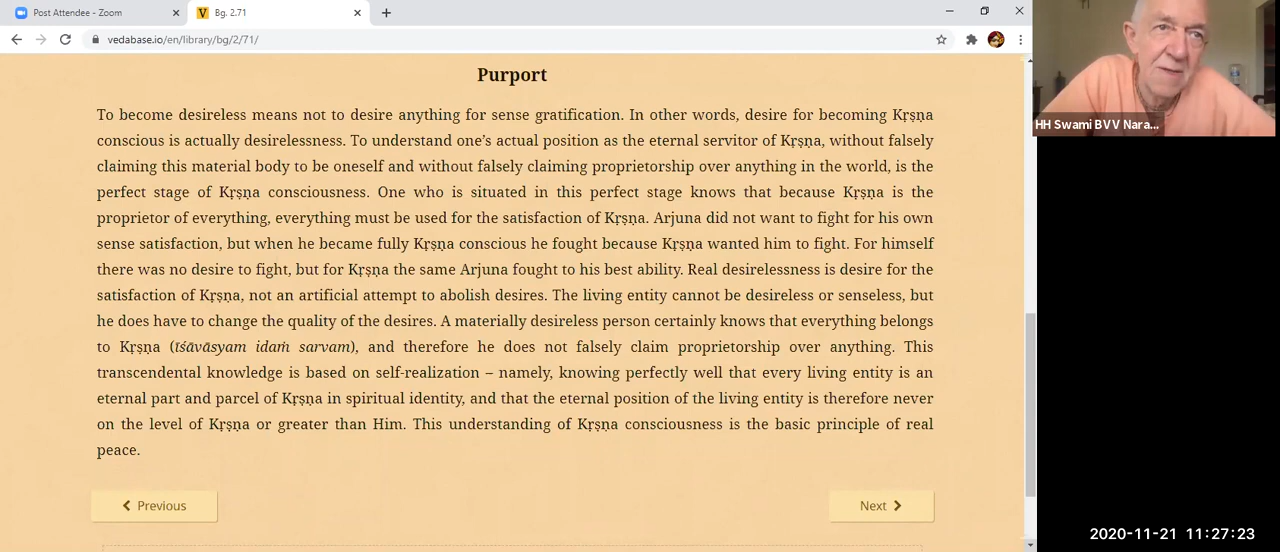 Post Attendee - Zoom
Bg. 2.71
vedabase.io/en/library/bg/2/71/
HH Swami BVV Nara...
Purport
To become desireless means not to desire anything for sense gratification. In other words, desire for becoming Kṛṣṇa
conscious is actually desirelessness. To understand one’s actual position as the eternal servitor of Kṛṣṇa, without falsely
claiming this material body to be oneself and without falsely claiming proprietorship over anything in the world, is the
perfect stage of Kṛṣṇa consciousness. One who is situated in this perfect stage knows that because Kṛṣṇa is the
proprietor of everything, everything must be used for the satisfaction of Kṛṣṇa. Arjuna did not want to fight for his own
sense satisfaction, but when he became fully Kṛṣṇa conscious he fought because Kṛṣṇa wanted him to fight. For himself
there was no desire to fight, but for Kṛṣṇa the same Arjuna fought to his best ability. Real desirelessness is desire for the
satisfaction of Kṛṣṇa, not an artificial attempt to abolish desires. The living entity cannot be desireless or senseless, but
he does have to change the quality of the desires. A materially desireless person certainly knows that everything belongs
to Kṛṣṇa (īśāvāsyam idaṁ sarvam), and therefore he does not falsely claim proprietorship over anything. This
transcendental knowledge is based on self-realization – namely, knowing perfectly well that every living entity is an
eternal part and parcel of Kṛṣṇa in spiritual identity, and that the eternal position of the living entity is therefore never
on the level of Kṛṣṇa or greater than Him. This understanding of Kṛṣṇa consciousness is the basic principle of real
peace.
Previous
Next
2020-11-21 11:27:23